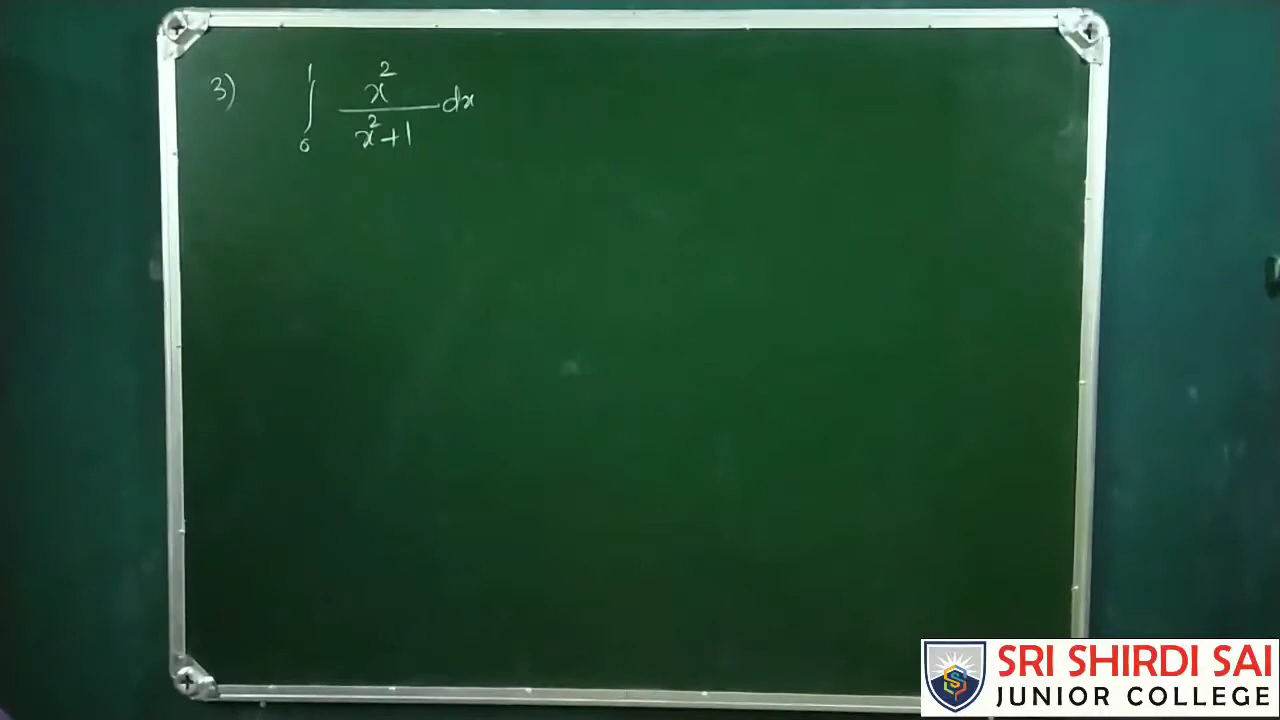 3) ∫₀¹ x²/(x²+1) dx
SRI SHIRDI SAI
JUNIOR COLLEGE